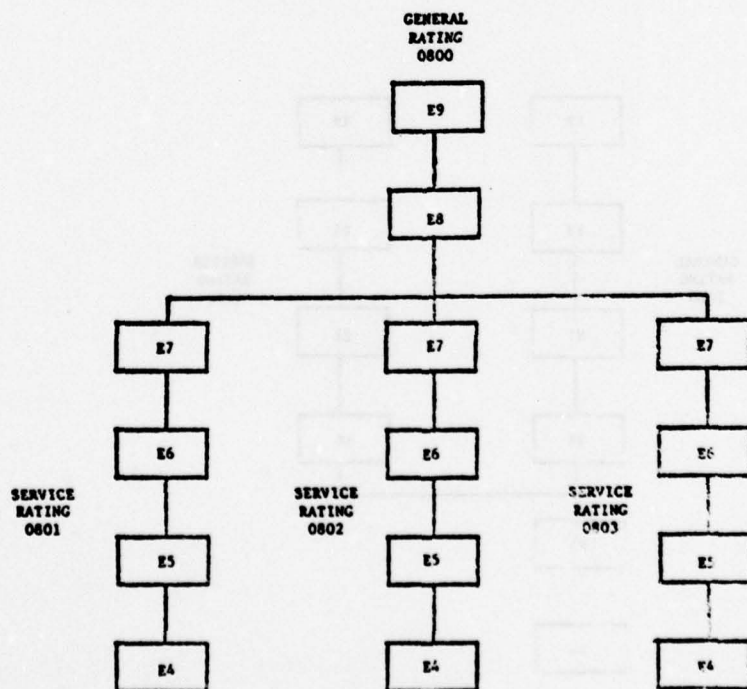 GENERAL
RATING
0800
E9
E8
E7 E7 E7
E6 E6 E6
SERVICE SERVICE SERVICE
RATING RATING RATING
0801 0802 0803
E5 E5 E5
E4 E4 E4